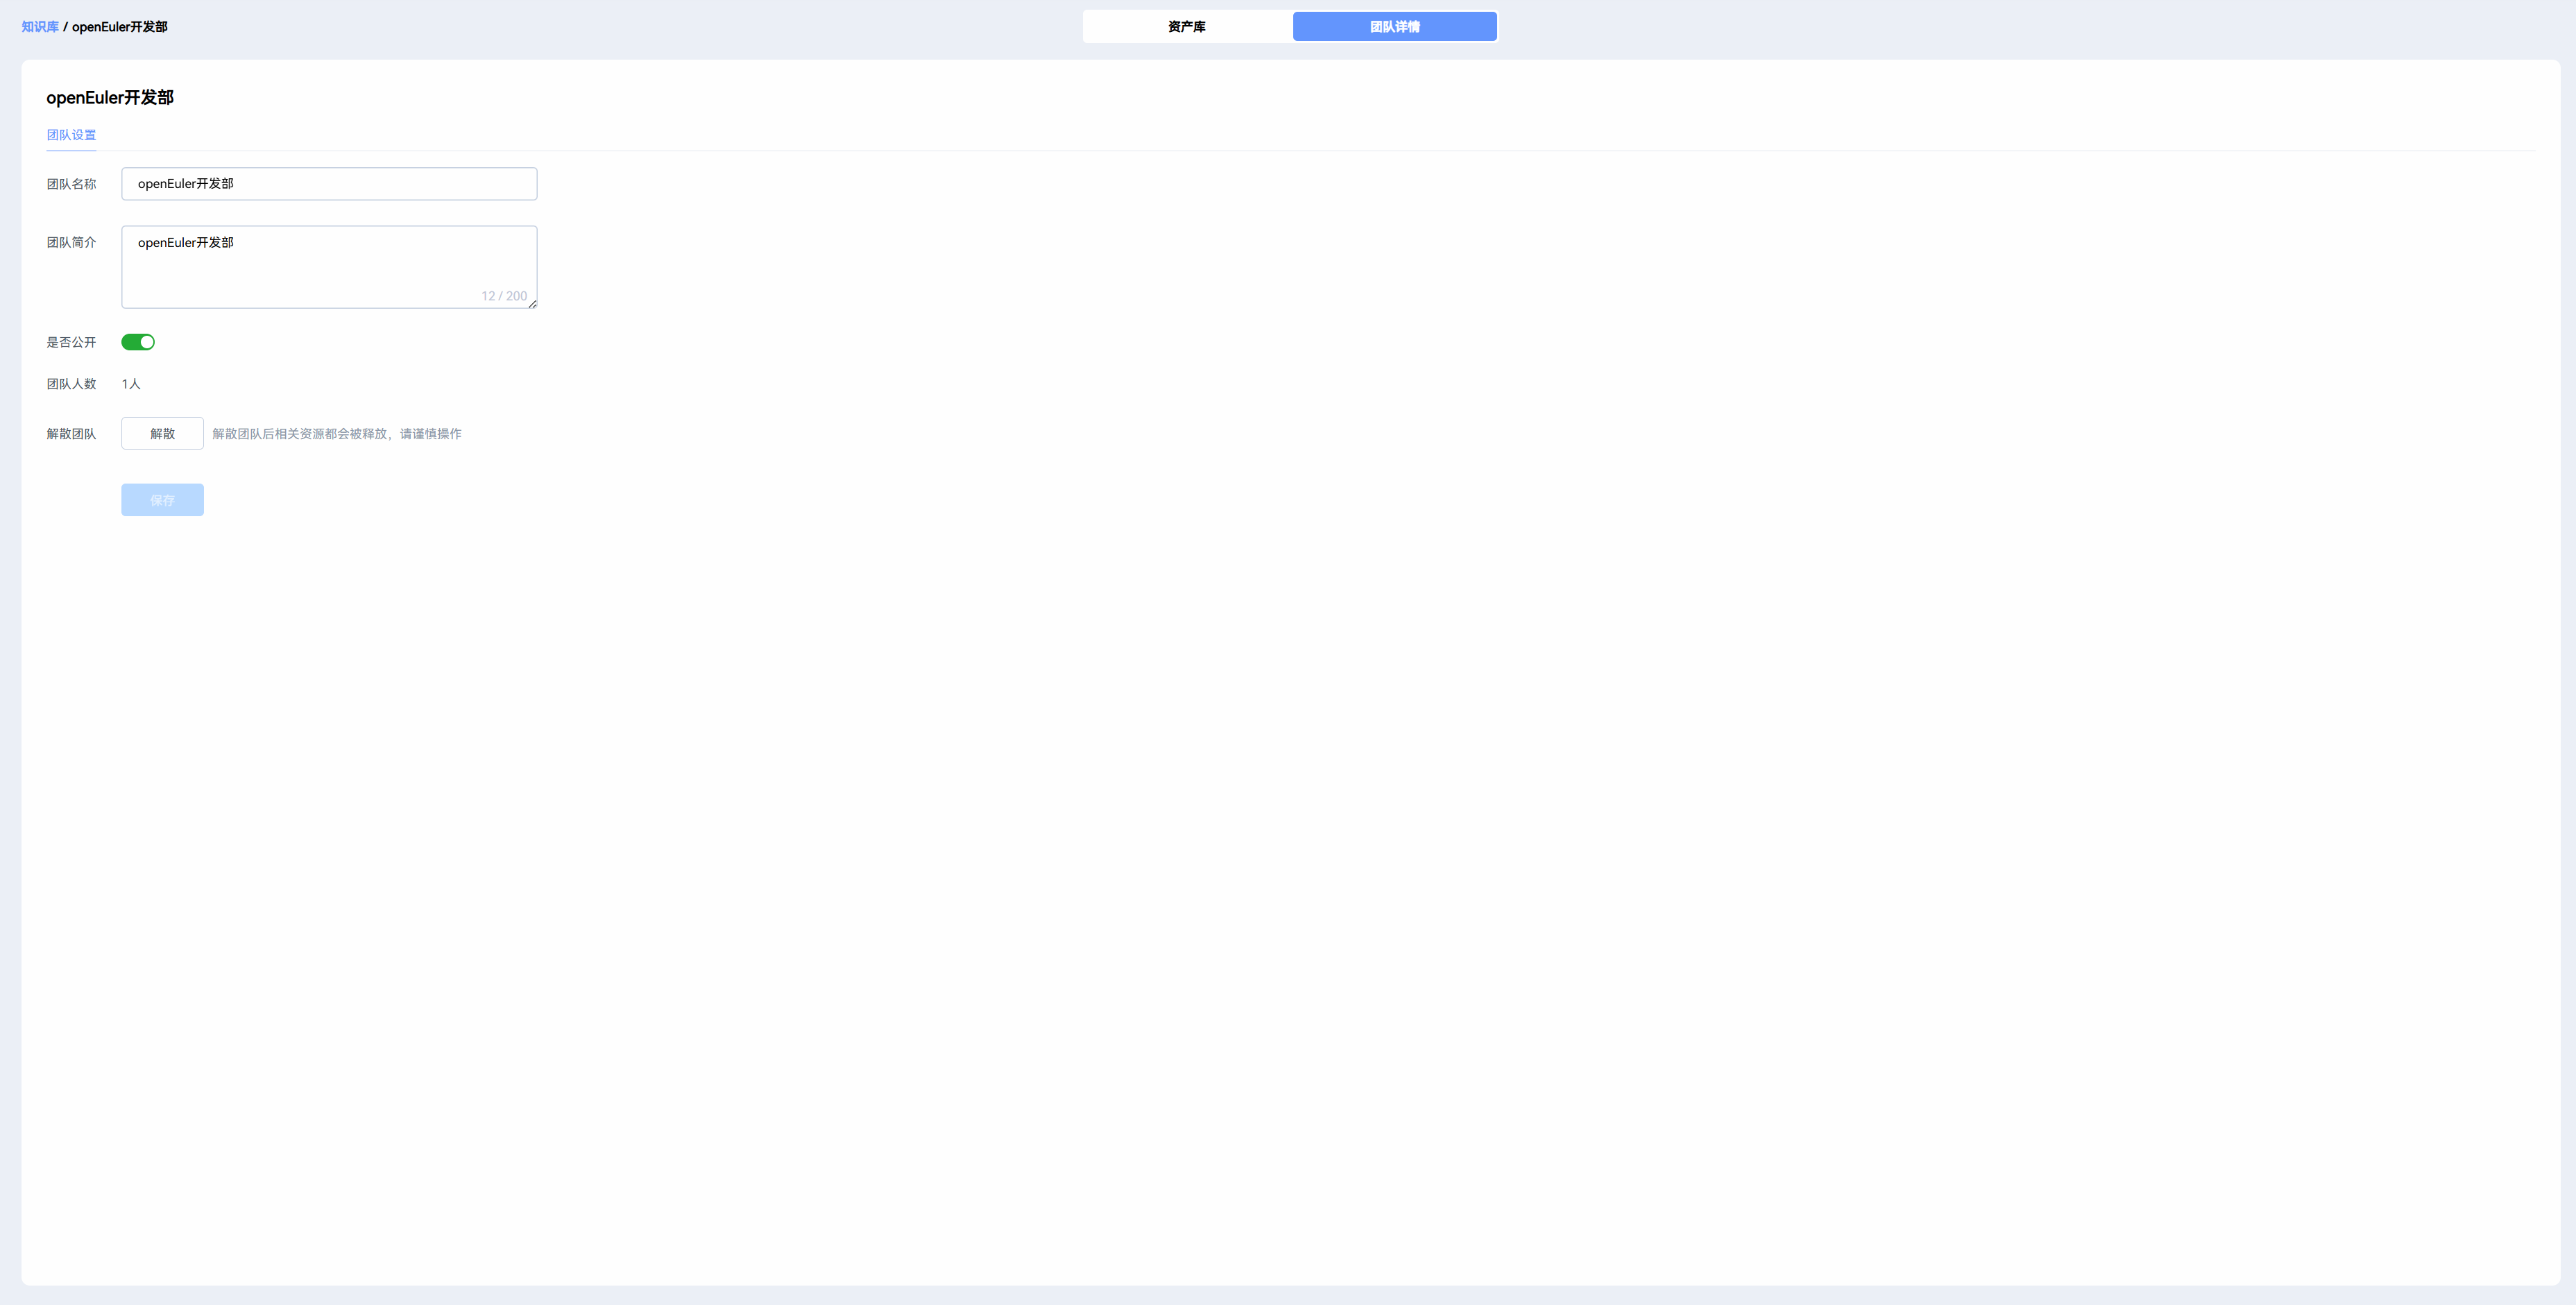 知识库 / openEuler开发部
资产库
团队详情
openEuler开发部
团队设置
团队名称
openEuler开发部
团队简介
openEuler开发部
12 / 200
是否公开
团队人数
1人
解散团队
解散
解散团队后相关资源都会被释放，请谨慎操作
保存